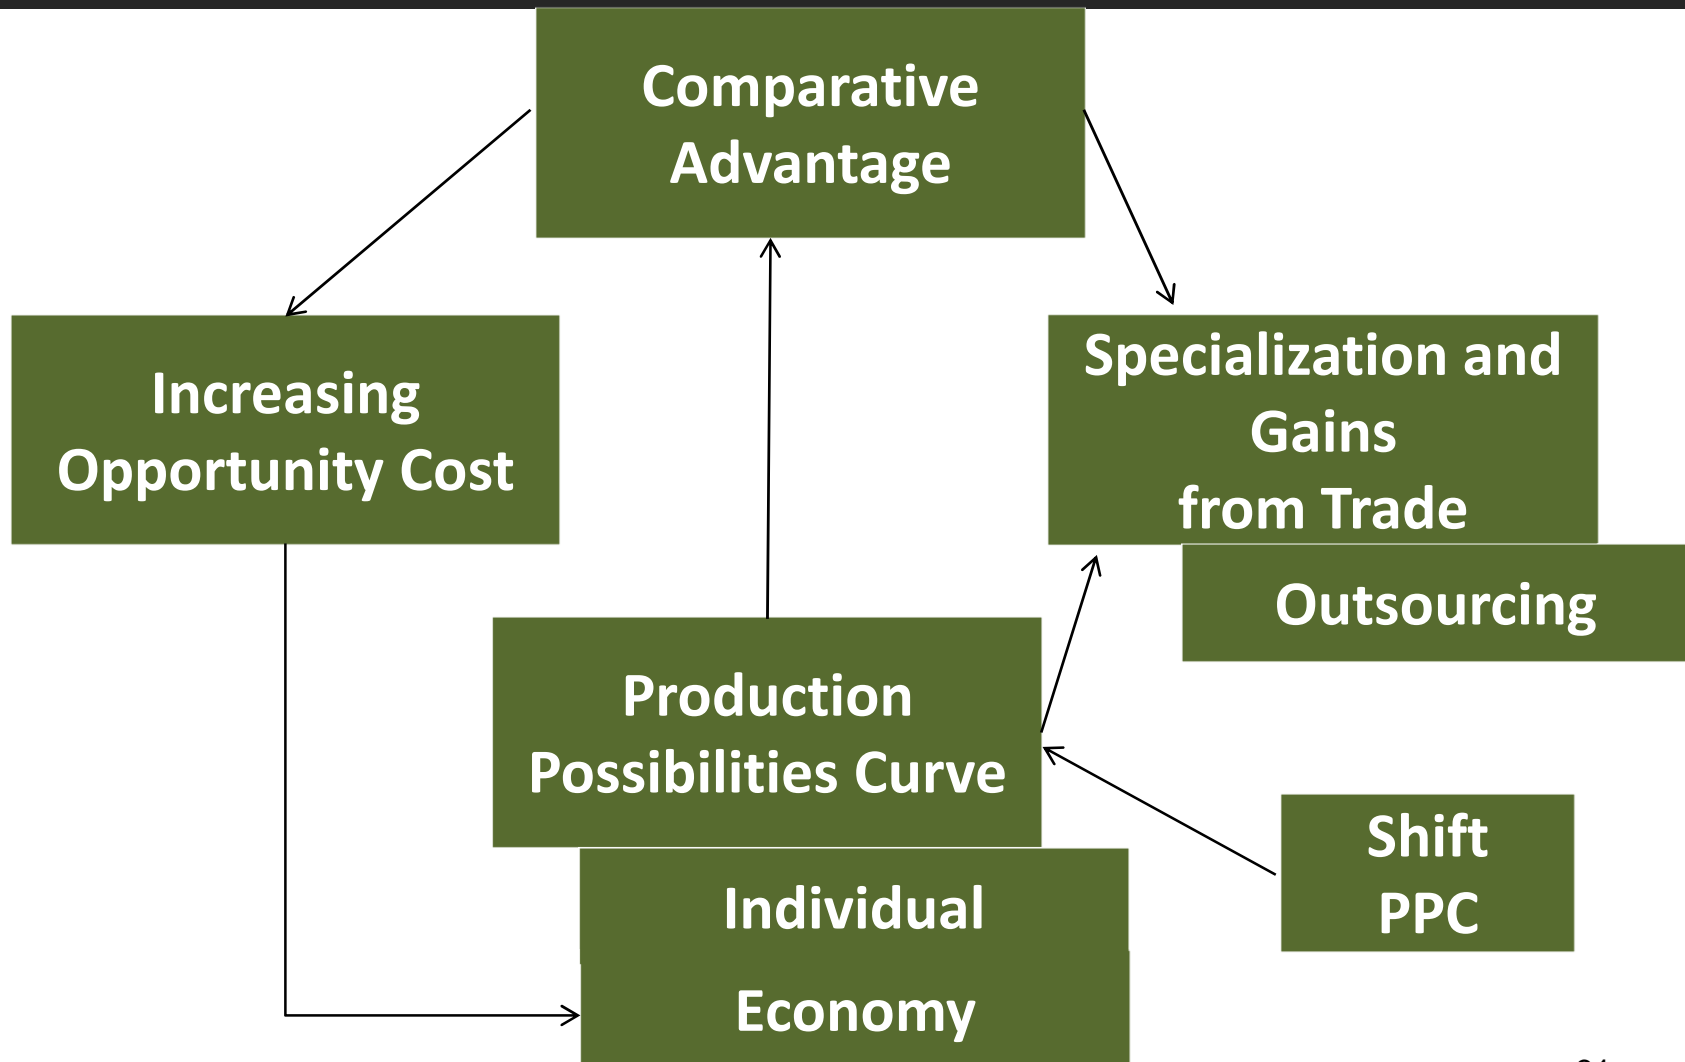 Comparative
Advantage
Increasing
Opportunity Cost
Specialization and
Gains
from Trade
Outsourcing
Production
Possibilities Curve
Shift
PPC
Individual
Economy